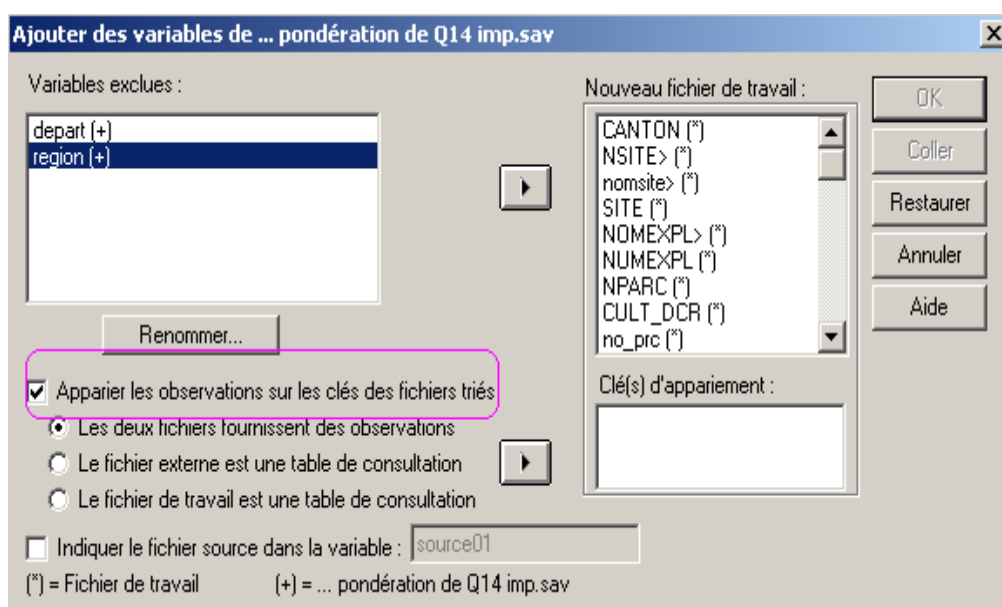 Ajouter des variables de ... pondération de Q14 imp.sav
Variables exclues :
depart (+)
region (+)
Renommer...
Nouveau fichier de travail :
CANTON (*)
NSITE> (*)
nomsite> (*)
SITE (*)
NOMEXPL> (*)
NUMEXPL (*)
NPARC (*)
CULT_DCR (*)
no_prc (*)
OK
Coller
Restaurer
Annuler
Aide
Apparier les observations sur les clés des fichiers triés
Les deux fichiers fournissent des observations
Le fichier externe est une table de consultation
Le fichier de travail est une table de consultation
Clé(s) d'appariement :
Indiquer le fichier source dans la variable : source01
(*) = Fichier de travail (+) = ... pondération de Q14 imp.sav